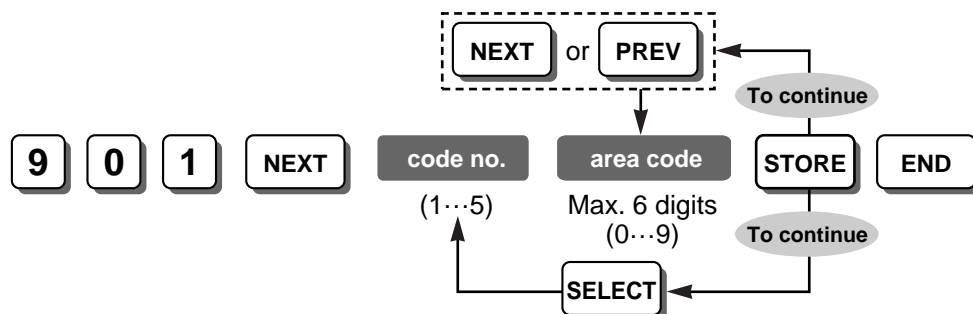 NEXT or PREV
To continue
9 0 1 NEXT code no. area code STORE END
(1···5) Max. 6 digits
(0···9)
To continue
SELECT